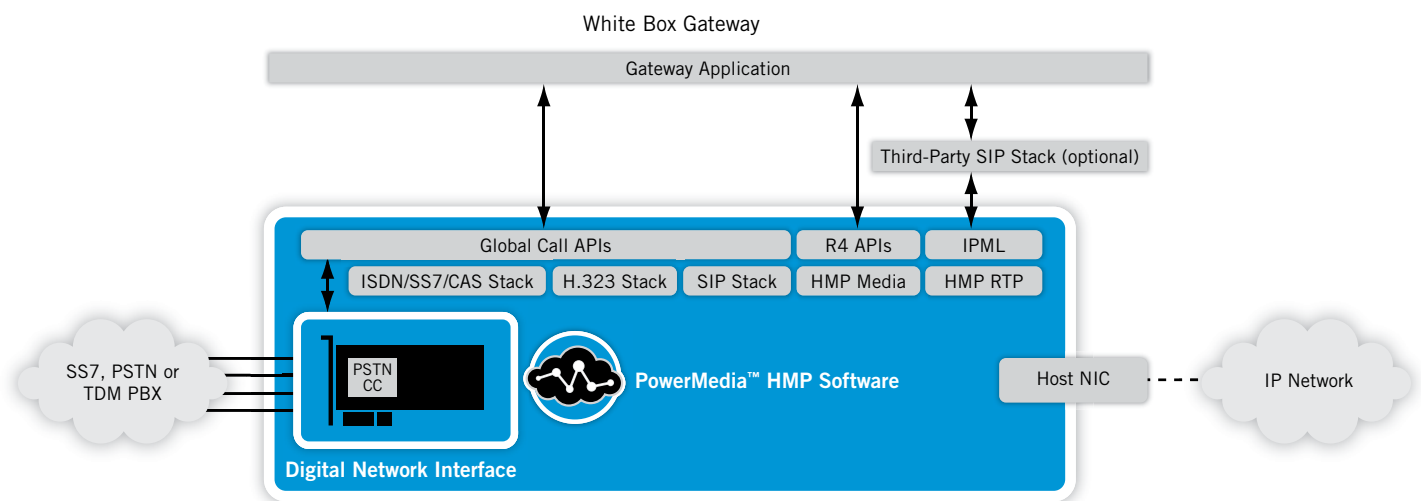 White Box Gateway
Gateway Application
Third-Party SIP Stack (optional)
Global Call APIs
R4 APIs
IPML
ISDN/SS7/CAS Stack
H.323 Stack
SIP Stack
HMP Media
HMP RTP
SS7, PSTN or
TDM PBX
PSTN
CC
PowerMedia™ HMP Software
Host NIC
IP Network
Digital Network Interface